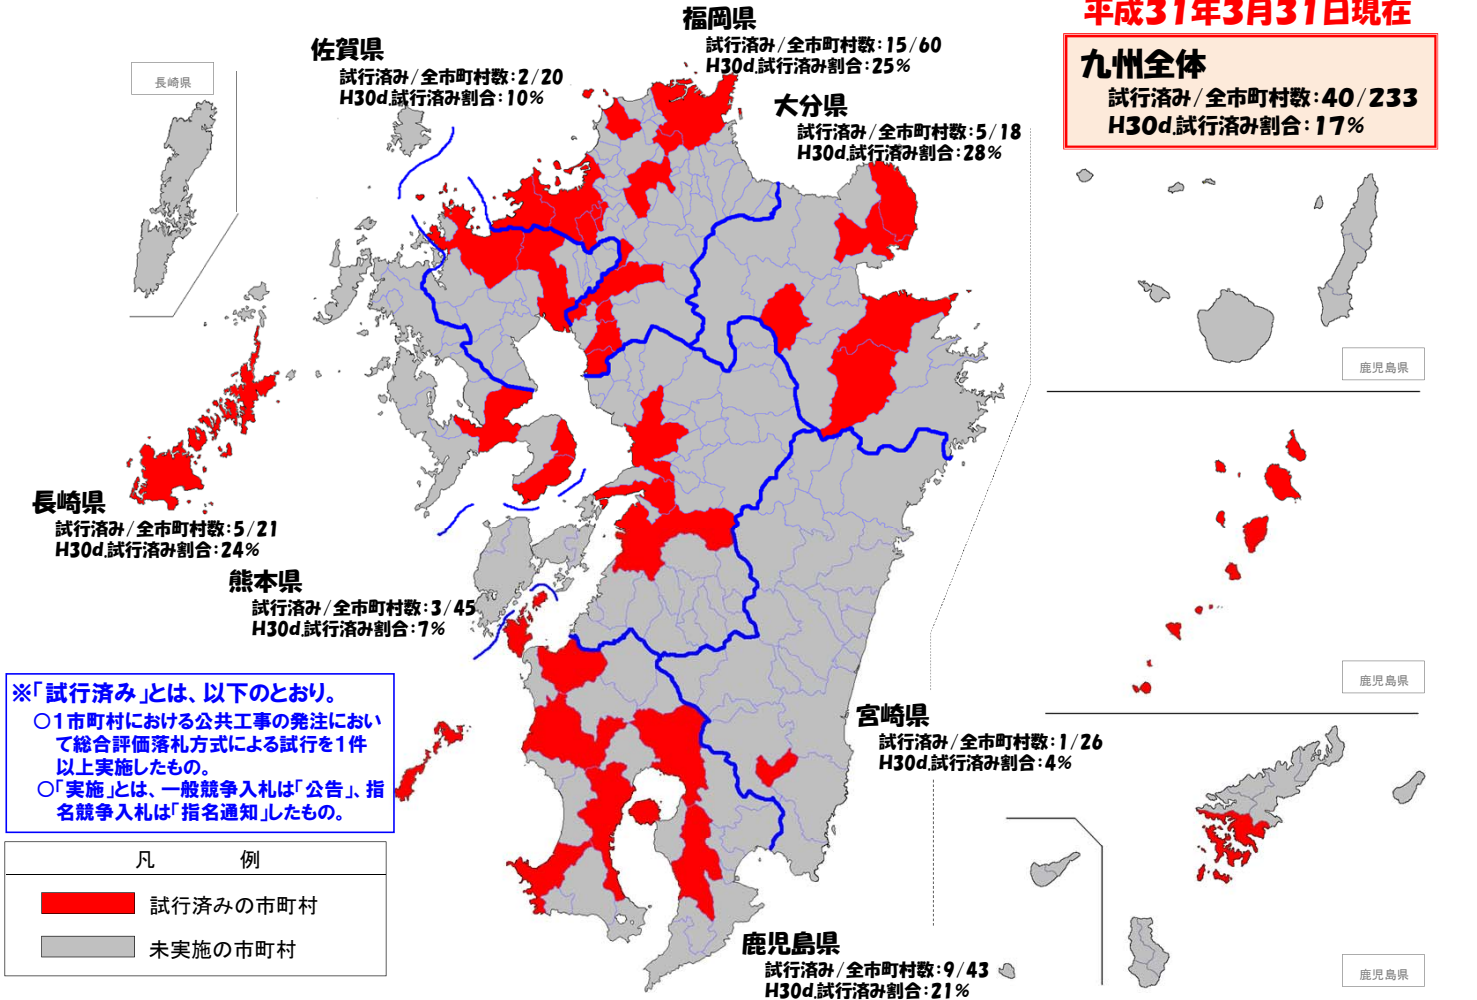 平成31年3月31日現在
九州全体
試行済み/全市町村数:40/233
H30d.試行済み割合:17%
福岡県
試行済み/全市町村数:15/60
H30d.試行済み割合:25%
佐賀県
試行済み/全市町村数:2/20
H30d.試行済み割合:10%
長崎県
大分県
試行済み/全市町村数:5/18
H30d.試行済み割合:28%
鹿児島県
長崎県
試行済み/全市町村数:5/21
H30d.試行済み割合:24%
熊本県
試行済み/全市町村数:3/45
H30d.試行済み割合:7%
鹿児島県
※「試行済み」とは、以下のとおり。
○1市町村における公共工事の発注におい
て総合評価落札方式による試行を1件
以上実施したもの。
○「実施」とは、一般競争入札は「公告」、指
名競争入札は「指名通知」したもの。
宮崎県
試行済み/全市町村数:1/26
H30d.試行済み割合:4%
凡 例
試行済みの市町村
未実施の市町村
鹿児島県
試行済み/全市町村数:9/43
H30d.試行済み割合:21%
鹿児島県